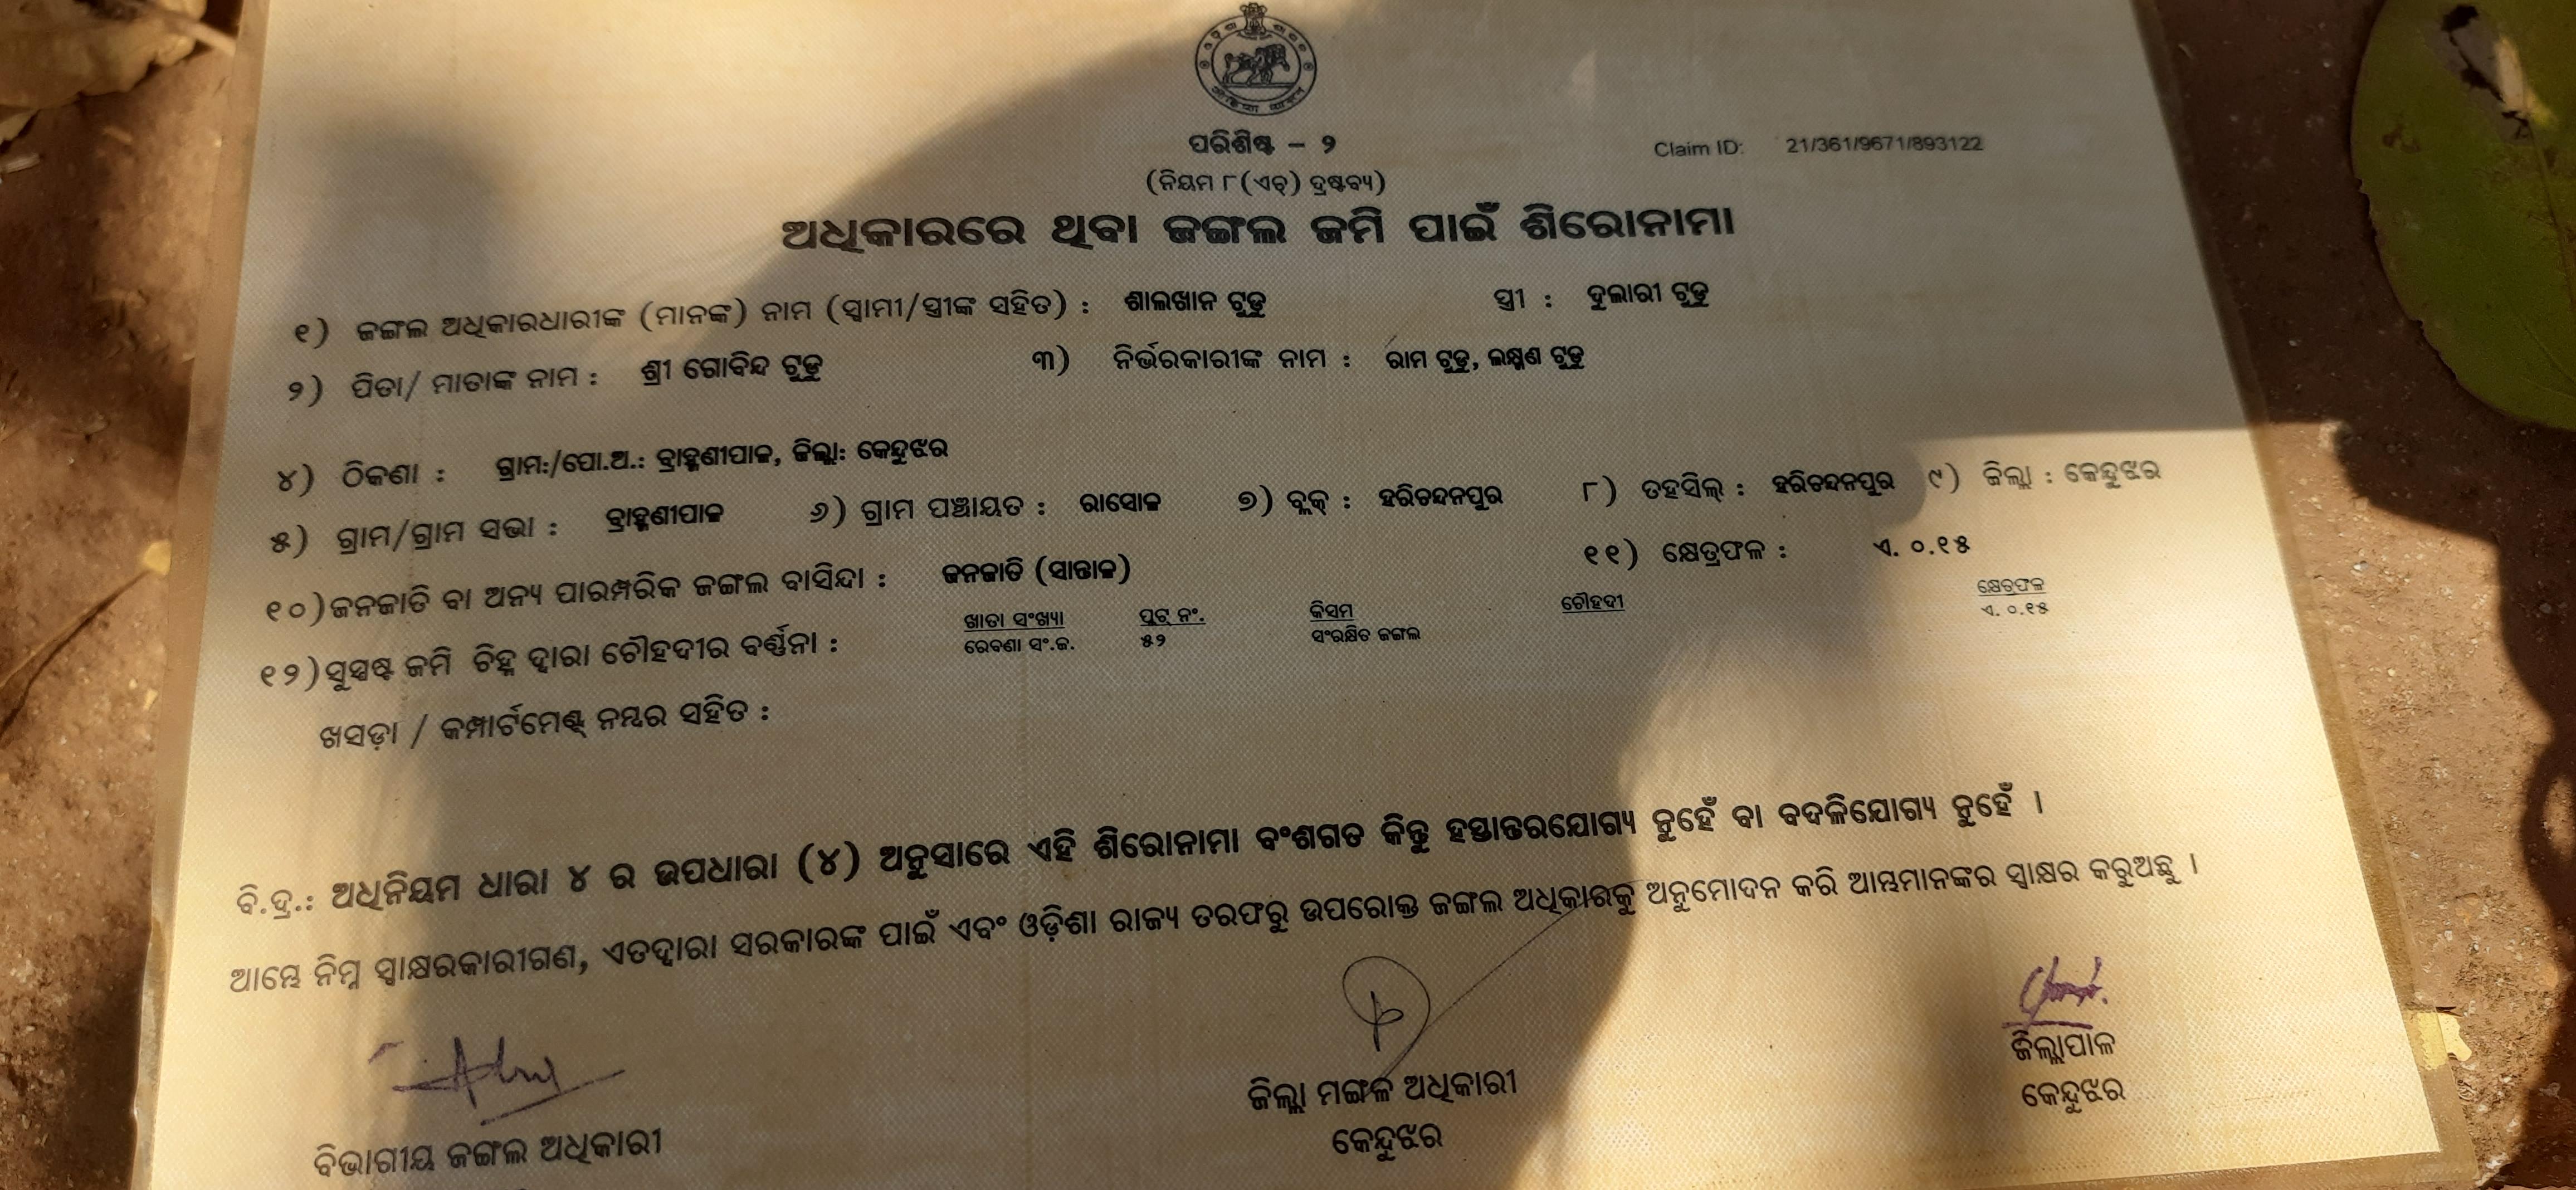 ପରିଶିଷ୍ଟ – ୨
Claim ID: 21/361/9671/893122
(ନିୟମ ୮(ଏଚ୍) ଦ୍ରଷ୍ଟବ୍ୟ)
ଅଧିକାରରେ ଥିବା ଜଙ୍ଗଲ ଜମି ପାଇଁ ଶିରୋନାମା
୧) ଜଙ୍ଗଲ ଅଧିକାରଧାରୀଙ୍କ (ମାନଙ୍କ) ନାମ (ସ୍ୱାମୀ/ସ୍ତ୍ରୀଙ୍କ ସହିତ) : ଶାଲଖାନ ଟୁଡୁ ସ୍ତ୍ରୀ : ଦୁଲାରୀ ଟୁଡୁ
୨) ପିତା/ ମାତାଙ୍କ ନାମ : ଶ୍ରୀ ଗୋବିନ୍ଦ ଟୁଡୁ ୩) ନିର୍ଭରକାରୀଙ୍କ ନାମ : ରାମ ଟୁଡୁ, ଲକ୍ଷ୍ମଣ ଟୁଡୁ
୪) ଠିକଣା : ଗ୍ରାମ:/ପୋ.ଅ.: ବ୍ରାହ୍ମଣୀପାଳ, ଜିଲ୍ଲା: କେନ୍ଦୁଝର
୫) ଗ୍ରାମ/ଗ୍ରାମ ସଭା : ବ୍ରାହ୍ମଣୀପାଳ ୬) ଗ୍ରାମ ପଞ୍ଚାୟତ : ରାସୋଳ ୭) ବ୍ଲକ୍ : ହରିଚନ୍ଦନପୁର ୮) ତହସିଲ୍ : ହରିଚନ୍ଦନପୁର ୯) ଜିଲ୍ଲା : କେନ୍ଦୁଝର
୧୦)ଜନଜାତି ବା ଅନ୍ୟ ପାରମ୍ପରିକ ଜଙ୍ଗଲ ବାସିନ୍ଦା : ଜନଜାତି (ସାନ୍ତାଳ) ୧୧) କ୍ଷେତ୍ରଫଳ : ଏ. ୦.୧୫
ଖାତା ସଂଖ୍ୟା ପ୍ଲଟ୍ ନଂ. କିସମ ଚୌହଦୀ କ୍ଷେତ୍ରଫଳ
୧୨)ସୁସ୍ପଷ୍ଟ ଜମି ଚିହ୍ନ ଦ୍ୱାରା ଚୌହଦୀର ବର୍ଣ୍ଣନା : ରେବଣା ସଂ.ଜ. ୫୨ ସଂରକ୍ଷିତ ଜଙ୍ଗଲ ଏ. ୦.୧୫
ଖସଡ଼ା / କମ୍ପାର୍ଟମେଣ୍ଟ୍ ନମ୍ବର ସହିତ :
ବି.ଦ୍ର.: ଅଧିନିୟମ ଧାରା ୪ ର ଉପଧାରା (୪) ଅନୁସାରେ ଏହି ଶିରୋନାମା ବଂଶଗତ କିନ୍ତୁ ହସ୍ତାନ୍ତରଯୋଗ୍ୟ ନୁହେଁ ବା ବଦଳିଯୋଗ୍ୟ ନୁହେଁ ।
ଆମ୍ଭେ ନିମ୍ନ ସ୍ୱାକ୍ଷରକାରୀଗଣ, ଏତଦ୍ଦ୍ୱାରା ସରକାରଙ୍କ ପାଇଁ ଏବଂ ଓଡ଼ିଶା ରାଜ୍ୟ ତରଫରୁ ଉପରୋକ୍ତ ଜଙ୍ଗଲ ଅଧିକାରକୁ ଅନୁମୋଦନ କରି ଆମ୍ଭମାନଙ୍କର ସ୍ୱାକ୍ଷର କରୁଅଛୁ ।
ବିଭାଗୀୟ ଜଙ୍ଗଲ ଅଧିକାରୀ ଜିଲ୍ଲା ମଙ୍ଗଳ ଅଧିକାରୀ ଜିଲ୍ଲାପାଳ
କେନ୍ଦୁଝର କେନ୍ଦୁଝର